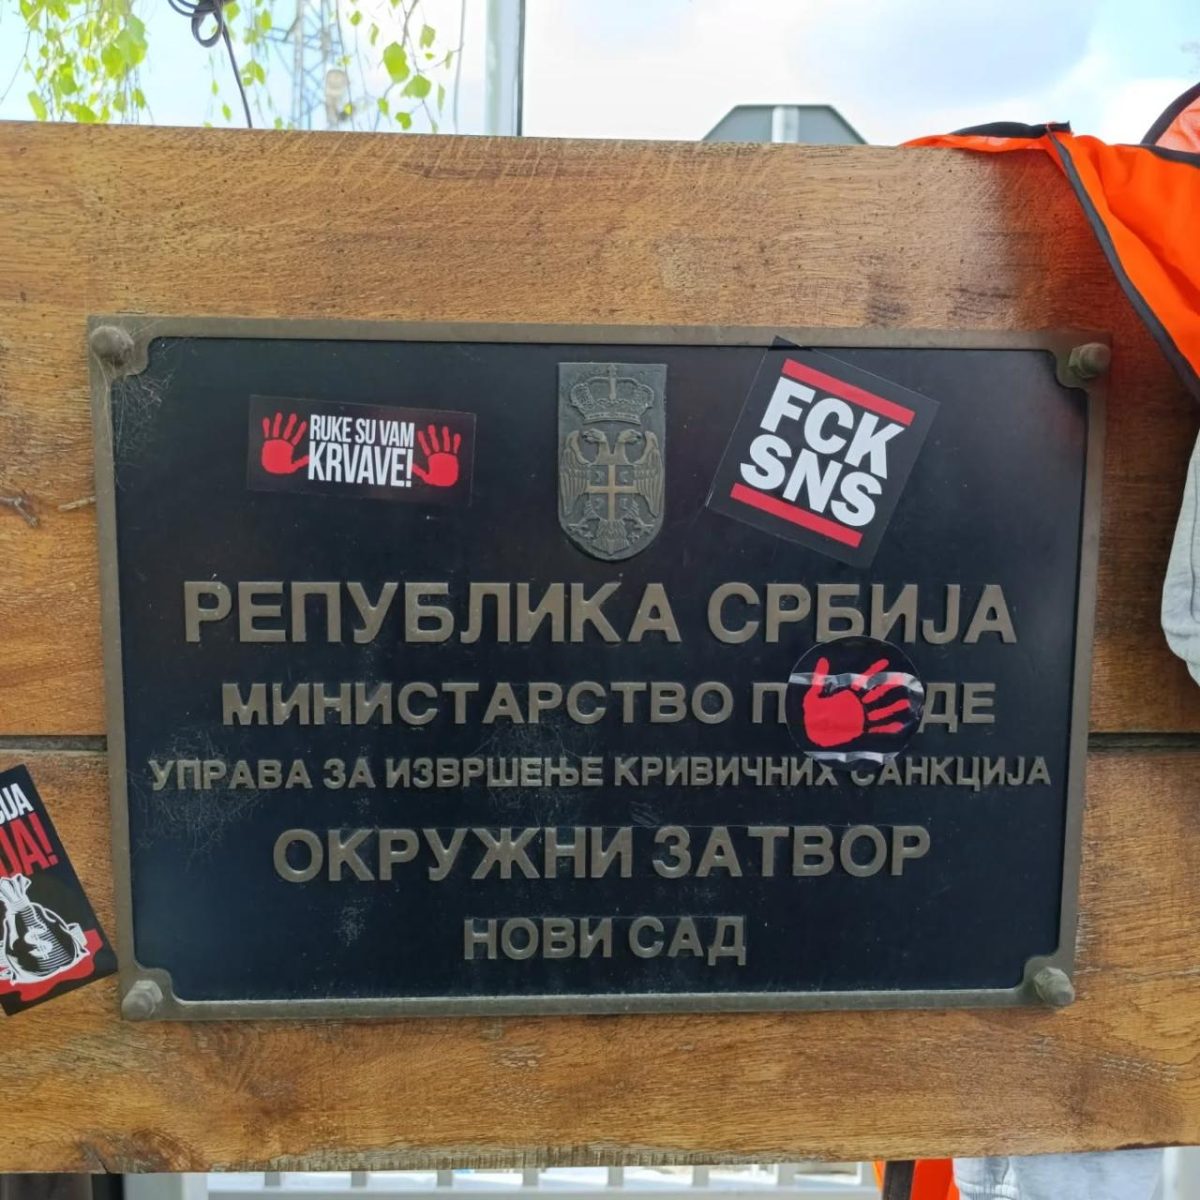 RUKE SU VAM
KRVAVE!
FCK
SNS
РЕПУБЛИКА СРБИЈА
МИНИСТАРСТВО П ДЕ
УПРАВА ЗА ИЗВРШЕЊЕ КРИВИЧНИХ САНКЦИЈА
ОКРУЖНИ ЗАТВОР
НОВИ САД